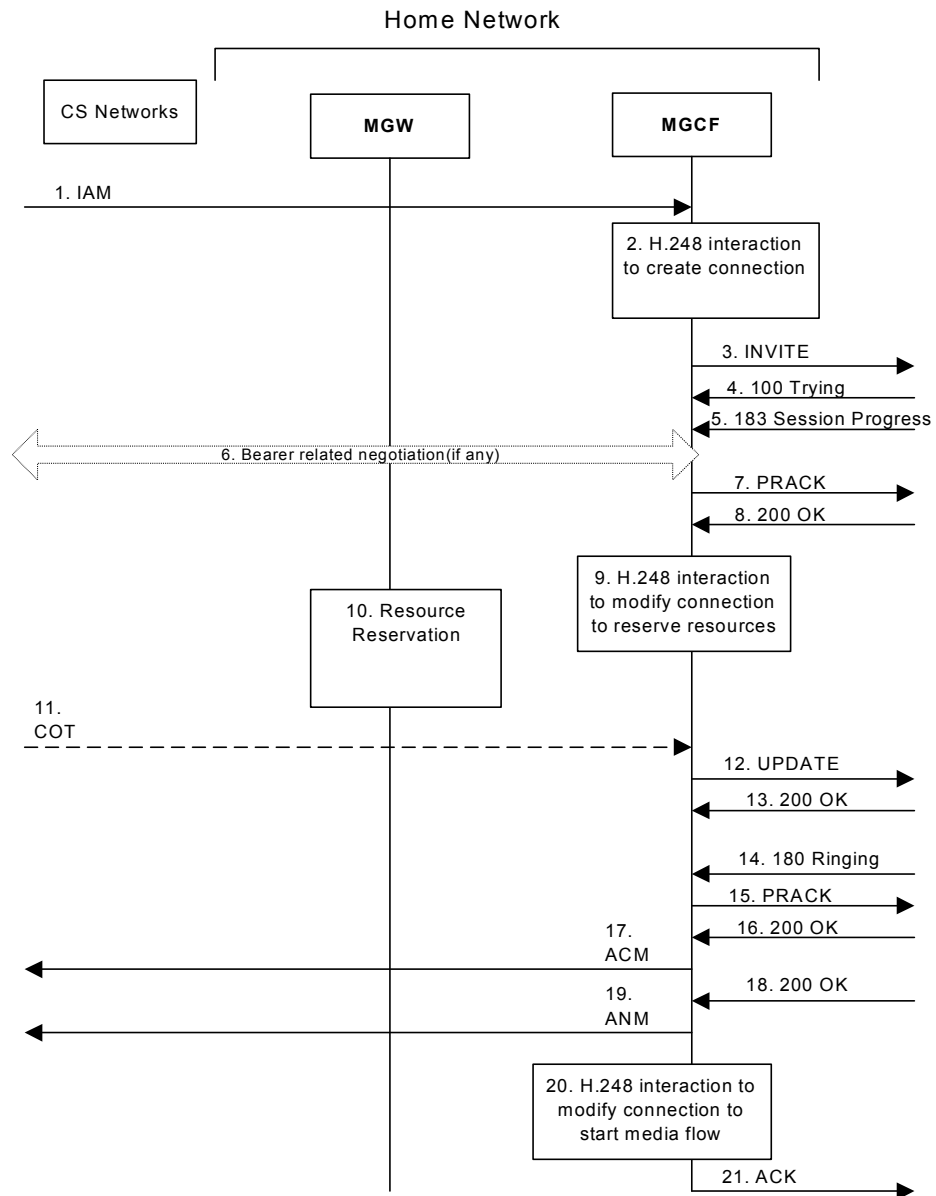 Home Network
CS Networks
MGW
MGCF
1. IAM
2. H.248 interaction
to create connection
3. INVITE
4. 100 Trying
5. 183 Session Progress
6. Bearer related negotiation(if any)
7. PRACK
8. 200 OK
9. H.248 interaction
to modify connection
to reserve resources
10. Resource
Reservation
11.
COT
12. UPDATE
13. 200 OK
14. 180 Ringing
15. PRACK
16. 200 OK
17.
ACM
18. 200 OK
19.
ANM
20. H.248 interaction to
modify connection to
start media flow
21. ACK